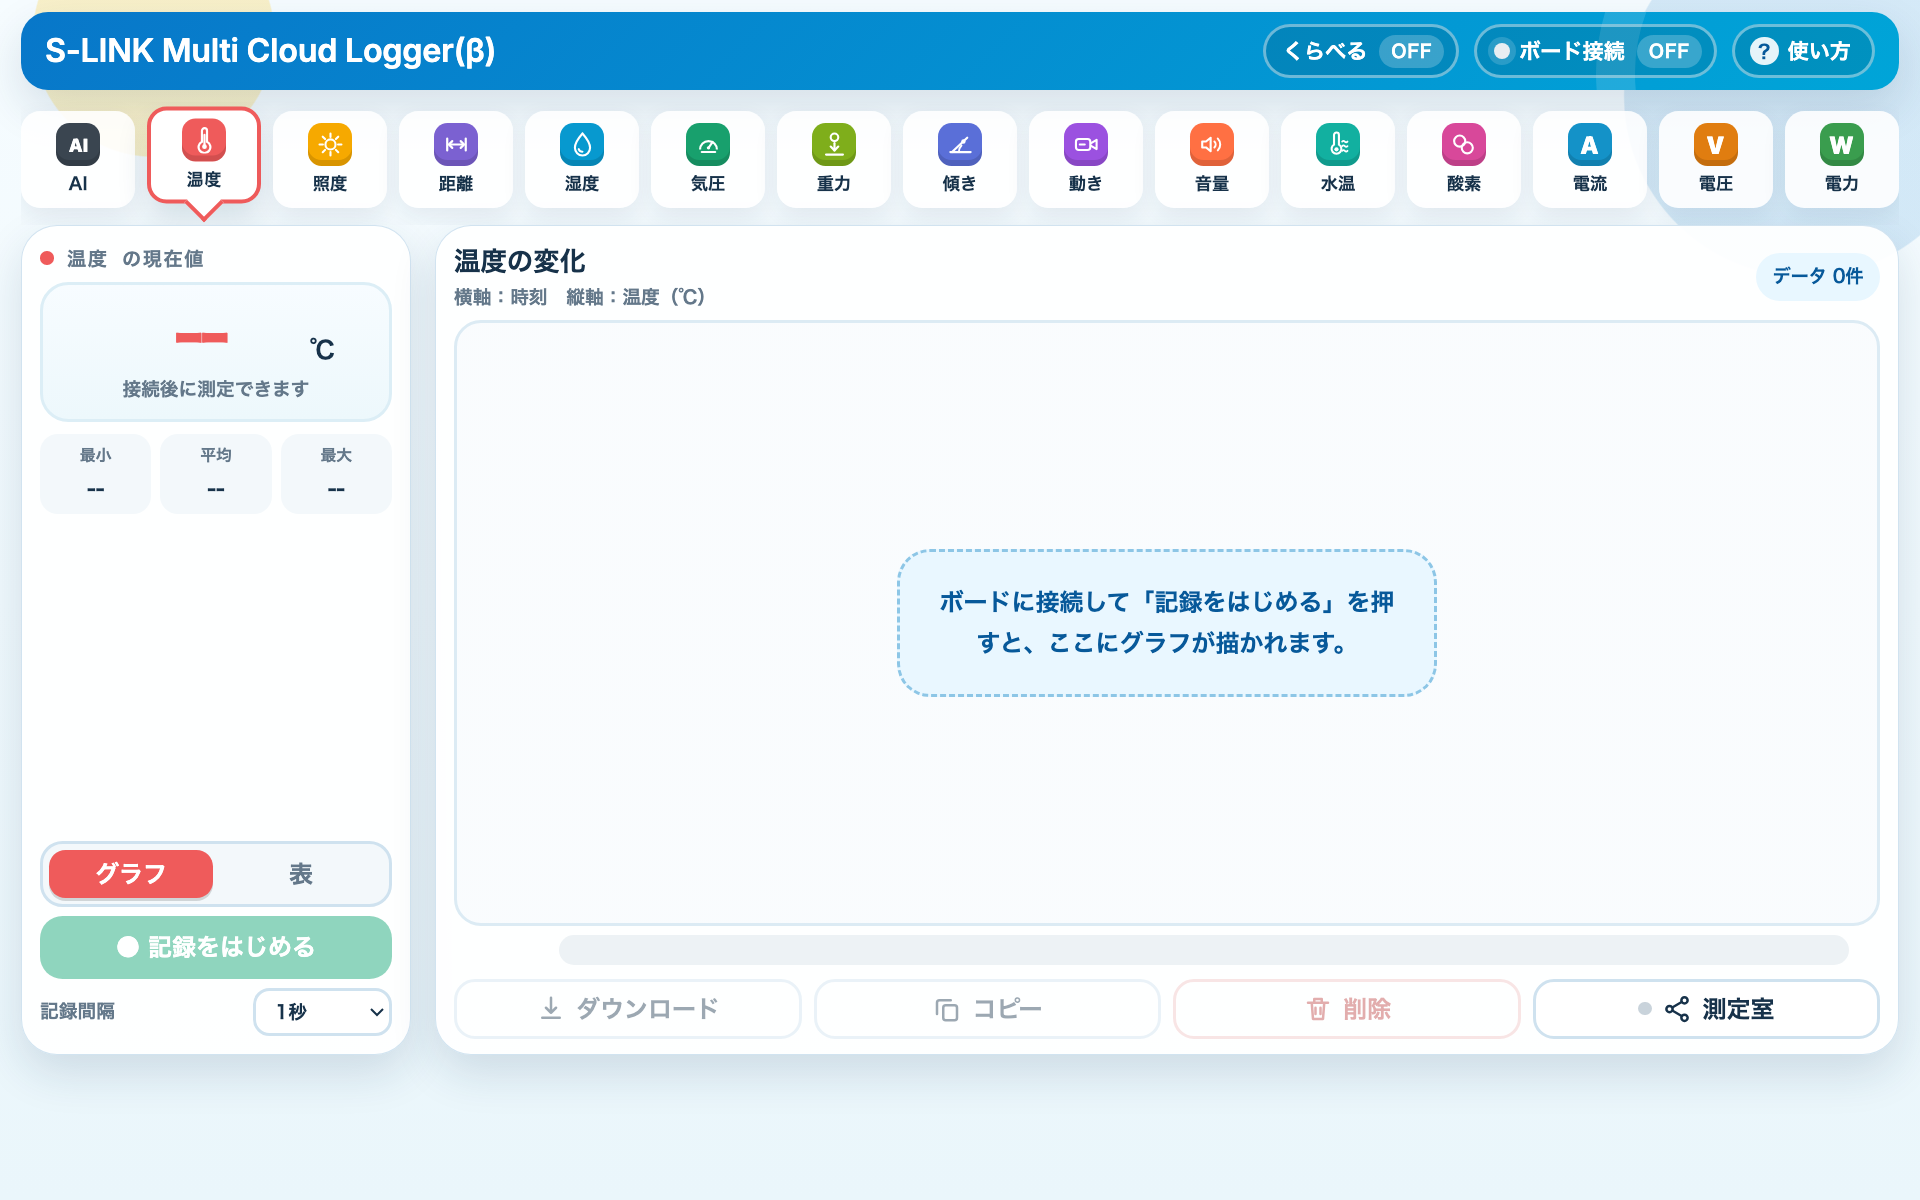 S-LINK Multi Cloud Logger(β)
くらべる OFF
ボード接続 OFF
? 使い方
AI
AI
温度
照度
距離
湿度
気圧
重力
傾き
動き
音量
水温
酸素
A
電流
V
電圧
W
電力
温度 の現在値
--
℃
接続後に測定できます
最小
--
平均
--
最大
--
グラフ
表
記録をはじめる
記録間隔
1秒
温度の変化
横軸：時刻　縦軸：温度（℃）
データ 0件
ボードに接続して「記録をはじめる」を押
すと、ここにグラフが描かれます。
ダウンロード
コピー
削除
測定室